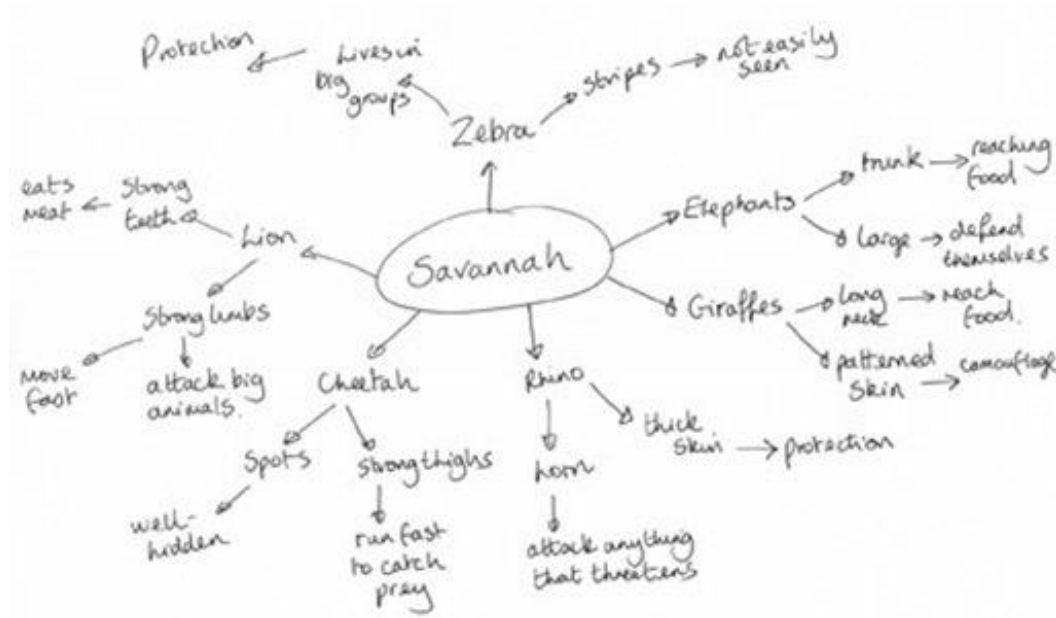 Protection
Lives in
big
groups
Zebra
stripes
not easily
seen
eats
meat
Strong
teeth
Lion
Strong limbs
move
fast
attack big
animals.
Savannah
Elephants
trunk
reaching
food
large
defend
themselves
Giraffes
long
neck
reach
food.
patterned
skin
camouflage
Cheetah
Spots
well-
hidden
strong thighs
run fast
to catch
prey
Rhino
horn
attack anything
that threatens
thick
skin
protection